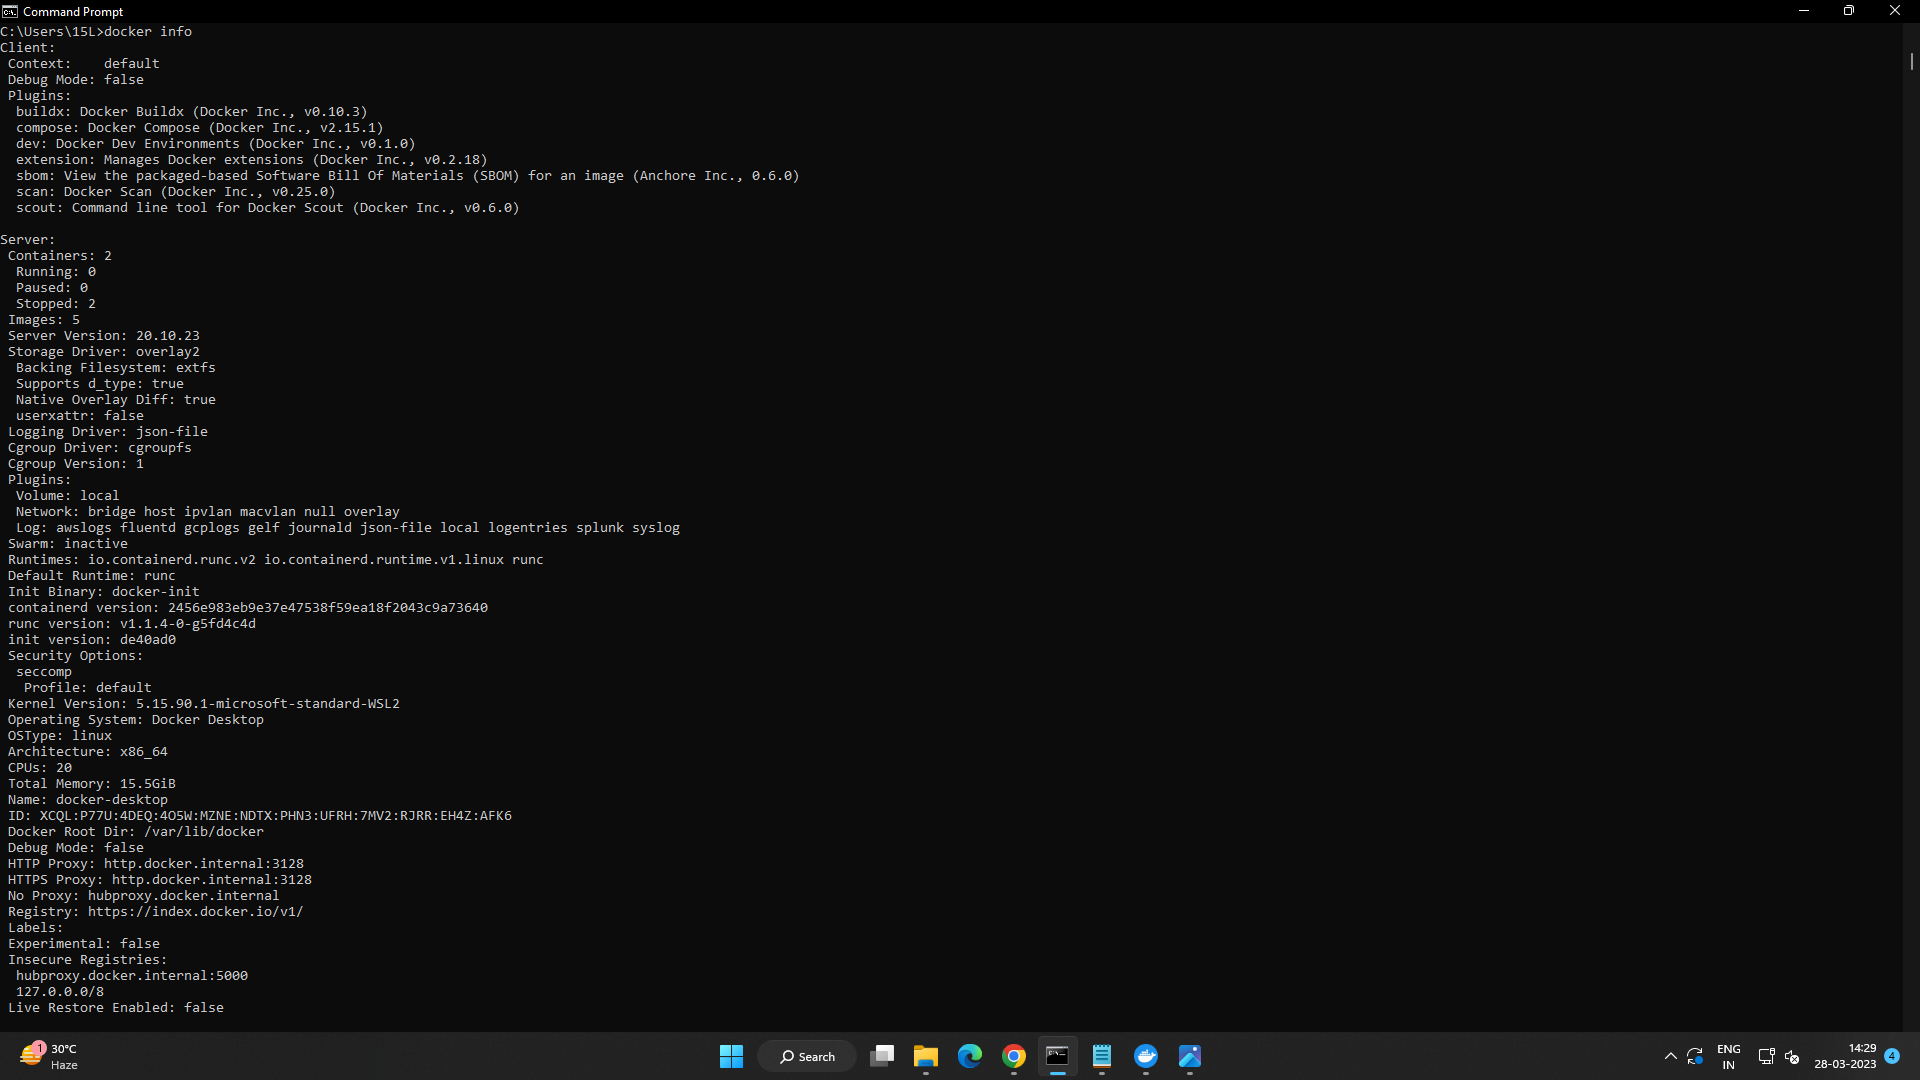 Command Prompt
C:\Users\15L>docker info
Client:
 Context:    default
 Debug Mode: false
 Plugins:
  buildx: Docker Buildx (Docker Inc., v0.10.3)
  compose: Docker Compose (Docker Inc., v2.15.1)
  dev: Docker Dev Environments (Docker Inc., v0.1.0)
  extension: Manages Docker extensions (Docker Inc., v0.2.18)
  sbom: View the packaged-based Software Bill Of Materials (SBOM) for an image (Anchore Inc., 0.6.0)
  scan: Docker Scan (Docker Inc., v0.25.0)
  scout: Command line tool for Docker Scout (Docker Inc., v0.6.0)

Server:
 Containers: 2
  Running: 0
  Paused: 0
  Stopped: 2
 Images: 5
 Server Version: 20.10.23
 Storage Driver: overlay2
  Backing Filesystem: extfs
  Supports d_type: true
  Native Overlay Diff: true
  userxattr: false
 Logging Driver: json-file
 Cgroup Driver: cgroupfs
 Cgroup Version: 1
 Plugins:
  Volume: local
  Network: bridge host ipvlan macvlan null overlay
  Log: awslogs fluentd gcplogs gelf journald json-file local logentries splunk syslog
 Swarm: inactive
 Runtimes: io.containerd.runc.v2 io.containerd.runtime.v1.linux runc
 Default Runtime: runc
 Init Binary: docker-init
 containerd version: 2456e983eb9e37e47538f59ea18f2043c9a73640
 runc version: v1.1.4-0-g5fd4c4d
 init version: de40ad0
 Security Options:
  seccomp
   Profile: default
 Kernel Version: 5.15.90.1-microsoft-standard-WSL2
 Operating System: Docker Desktop
 OSType: linux
 Architecture: x86_64
 CPUs: 20
 Total Memory: 15.5GiB
 Name: docker-desktop
 ID: XCQL:P77U:4DEQ:4O5W:MZNE:NDTX:PHN3:UFRH:7MV2:RJRR:EH4Z:AFK6
 Docker Root Dir: /var/lib/docker
 Debug Mode: false
 HTTP Proxy: http.docker.internal:3128
 HTTPS Proxy: http.docker.internal:3128
 No Proxy: hubproxy.docker.internal
 Registry: https://index.docker.io/v1/
 Labels:
 Experimental: false
 Insecure Registries:
  hubproxy.docker.internal:5000
  127.0.0.0/8
 Live Restore Enabled: false
1
30°C
Haze
Search
ENG
IN
14:29
28-03-2023
4